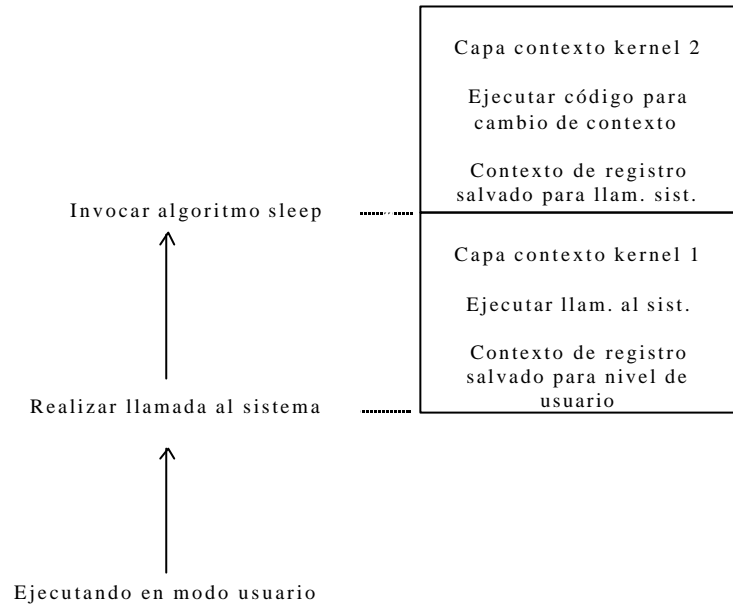 Capa contexto kernel 2
Ejecutar código para
cambio de contexto
Contexto de registro
salvado para llam. sist.
Invocar algoritmo sleep
Capa contexto kernel 1
Ejecutar llam. al sist.
Contexto de registro
salvado para nivel de
usuario
Realizar llamada al sistema
Ejecutando en modo usuario